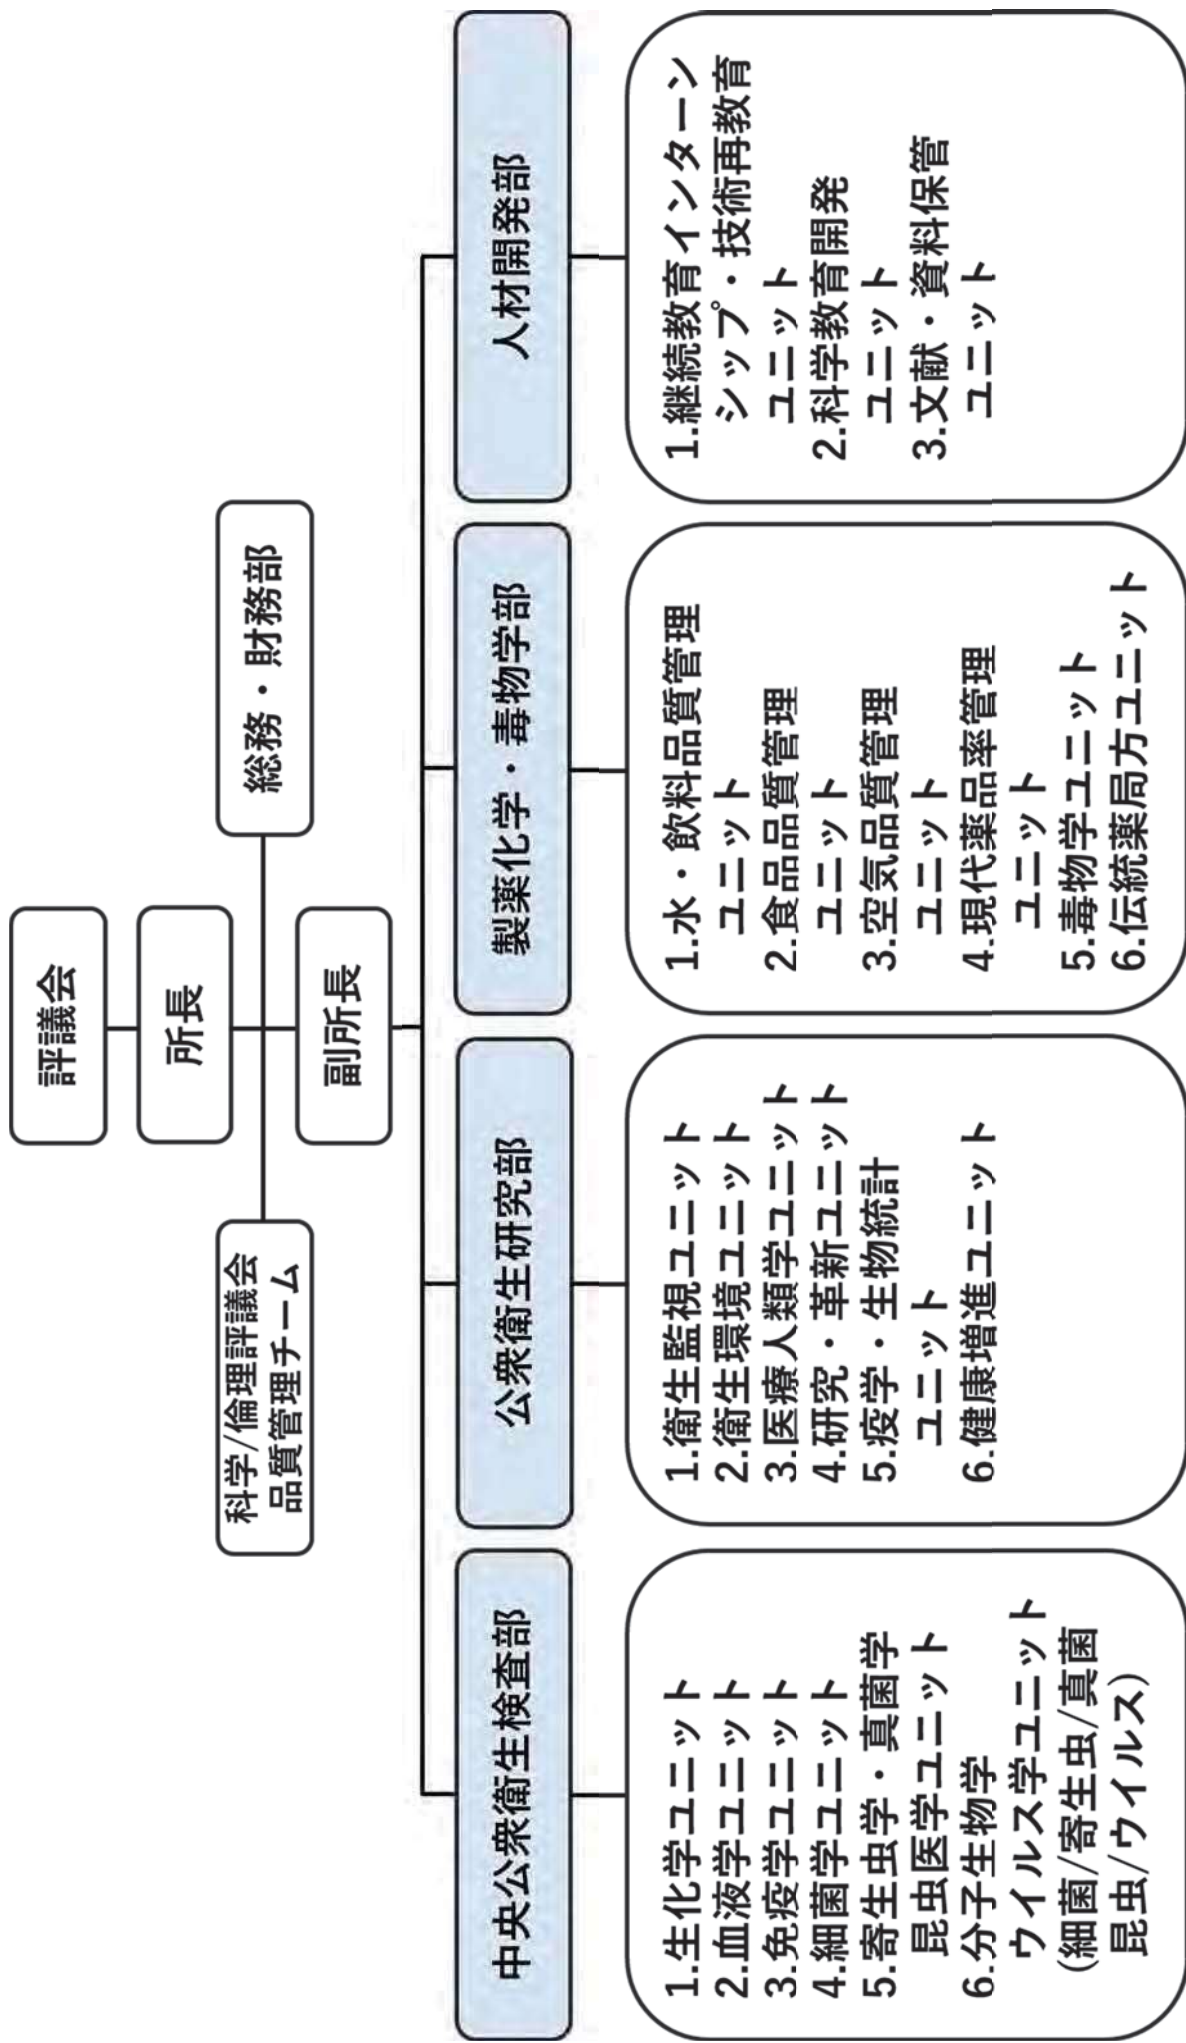 評議会
所長
科学/倫理評議会
品質管理チーム
総務・財務部
副所長
中央公衆衛生検査部
1.生化学ユニット
2.血液学ユニット
3.免疫学ユニット
4.細菌学ユニット
5.寄生虫学・真菌学
昆虫医学ユニット
6.分子生物学
ウイルス学ユニット
(細菌/寄生虫/真菌
昆虫/ウイルス)
公衆衛生研究部
1.衛生監視ユニット
2.衛生環境ユニット
3.医療人類学ユニット
4.研究・革新ユニット
5.疫学・生物統計
ユニット
6.健康増進ユニット
製薬化学・毒物学部
1.水・飲料品質管理
ユニット
2.食品品質管理
ユニット
3.空気品質管理
ユニット
4.現代薬品率管理
ユニット
5.毒物学ユニット
6.伝統薬局方ユニット
人材開発部
1.継続教育インターン
シップ・技術再教育
ユニット
2.科学教育開発
ユニット
3.文献・資料保管
ユニット